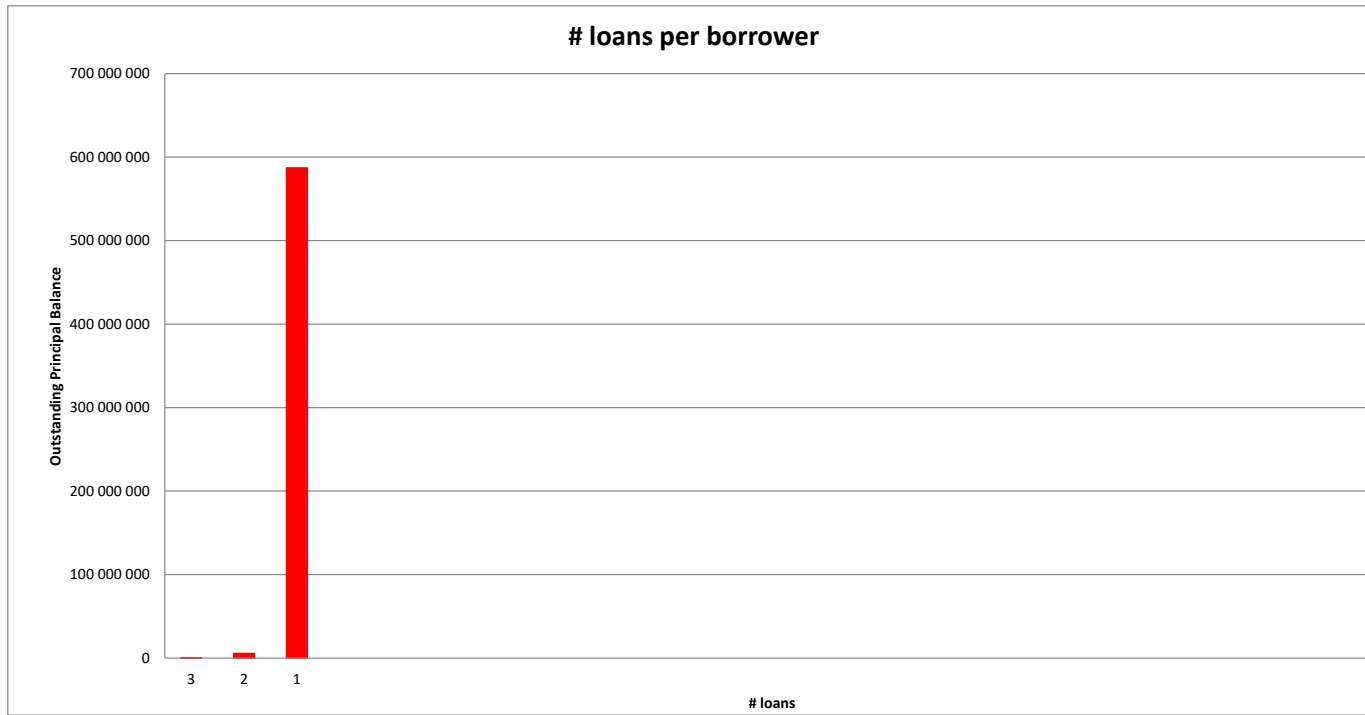 # loans per borrower
700 000 000
600 000 000
500 000 000
400 000 000
300 000 000
200 000 000
100 000 000
0
Outstanding Principal Balance
3 2 1
# loans